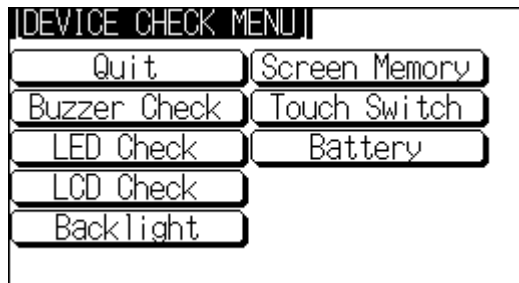 [DEVICE CHECK MENU]
Quit
Screen Memory
Buzzer Check
Touch Switch
LED Check
Battery
LCD Check
Backlight